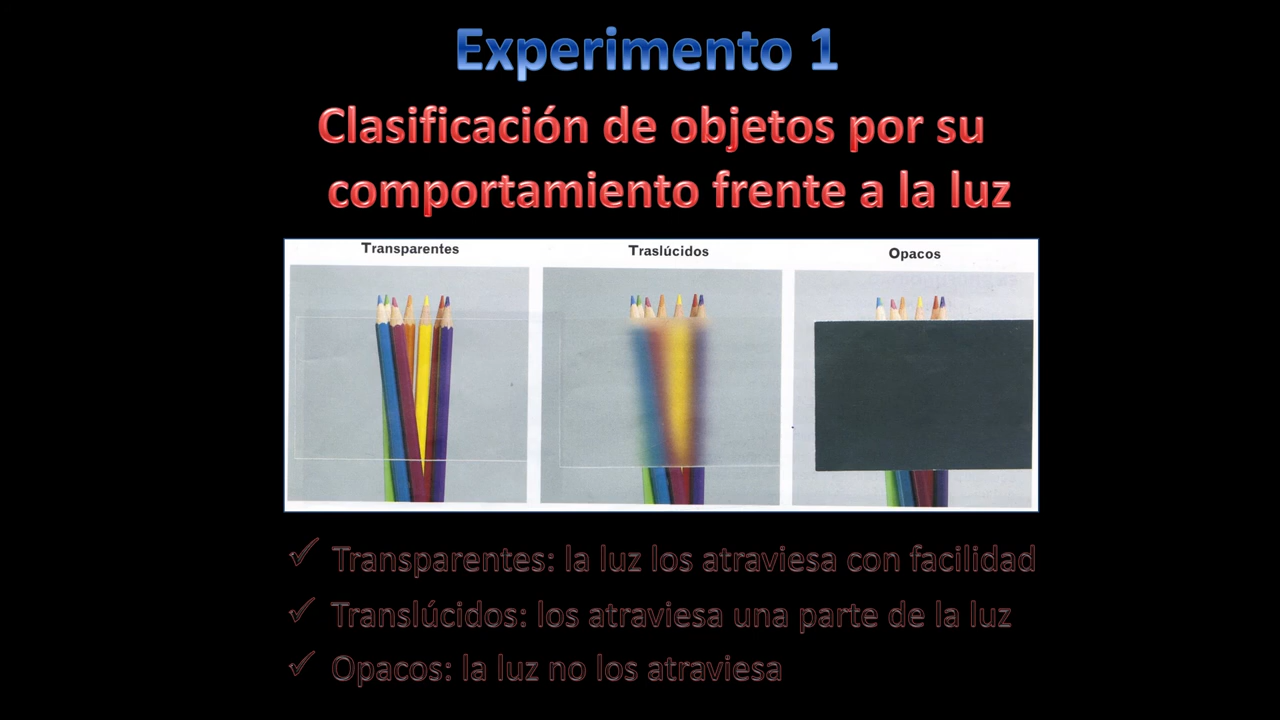 Experimento 1
Clasificación de objetos por su
comportamiento frente a la luz
Transparentes Traslúcidos Opacos
✓ Transparentes: la luz los atraviesa con facilidad
✓ Translúcidos: los atraviesa una parte de la luz
✓ Opacos: la luz no los atraviesa